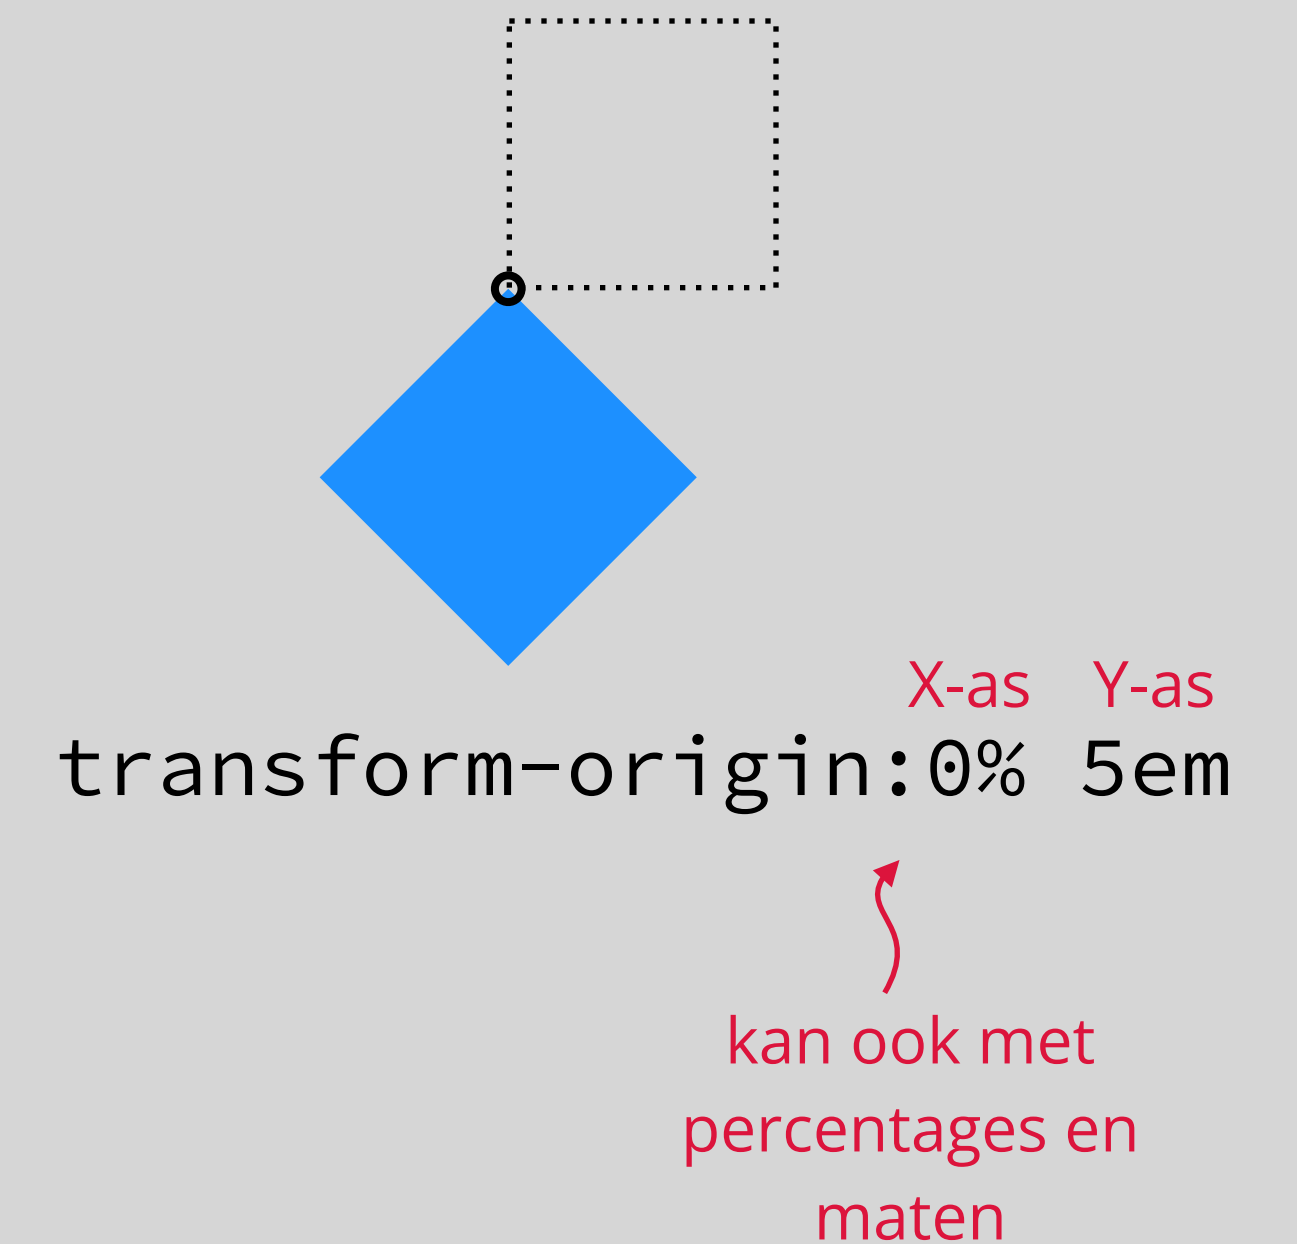 X-as Y-as
transform-origin:0% 5em
kan ook met
percentages en
maten